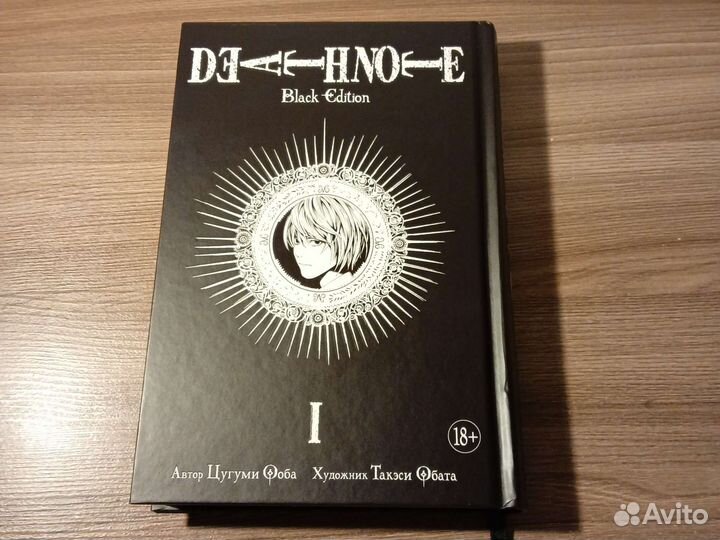 DEATH NOTE
Black Edition
I
18+
Автор Цугуми Ооба Художник Такэси Обата
Avito